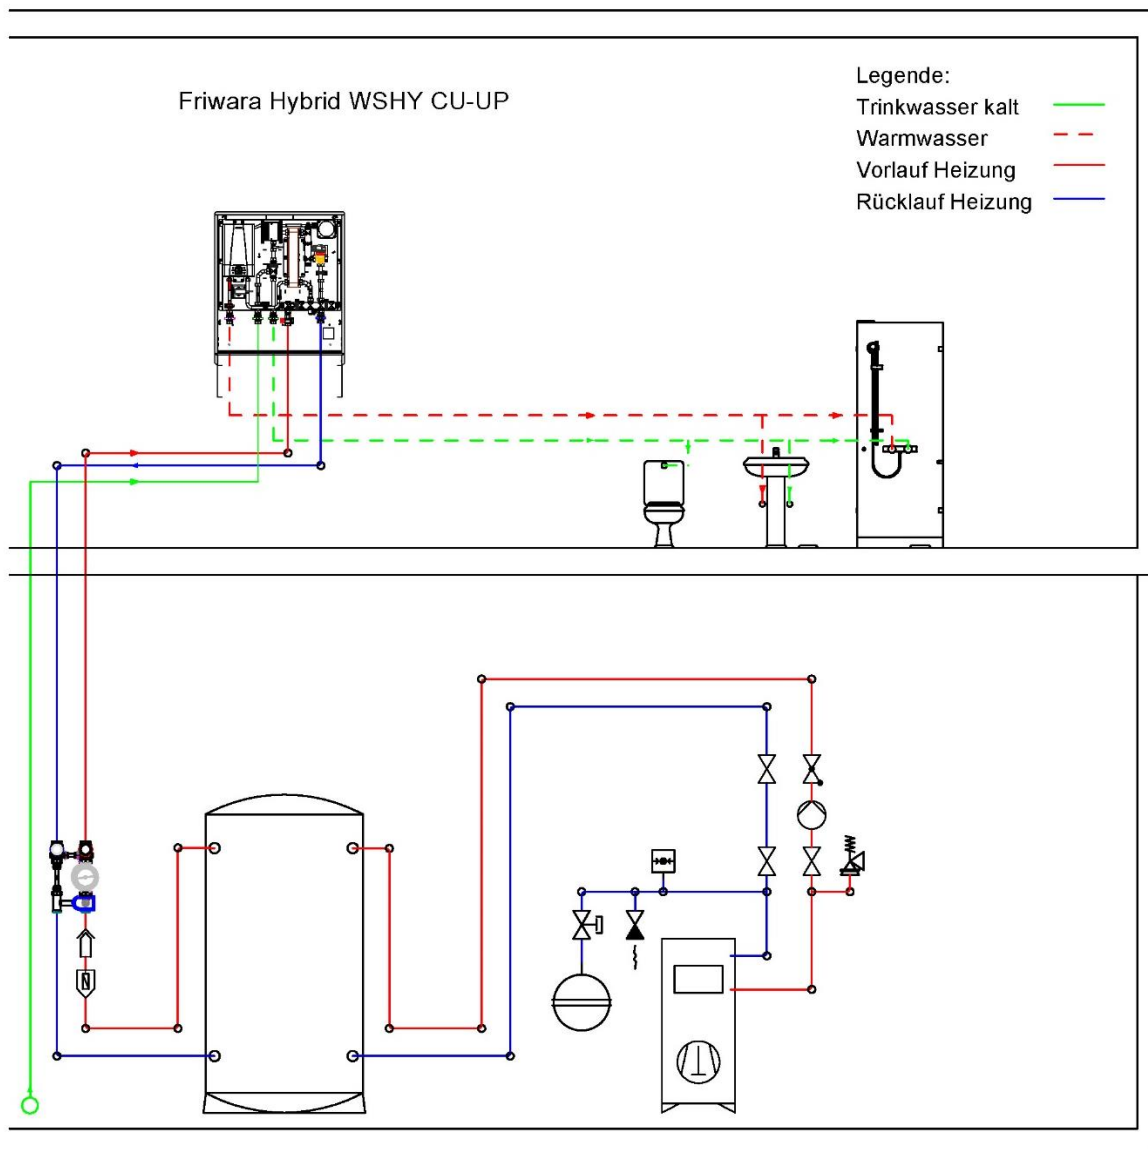 Friwara Hybrid WSHY CU-UP
Legende:
Trinkwasser kalt
Warmwasser
Vorlauf Heizung
Rücklauf Heizung
N